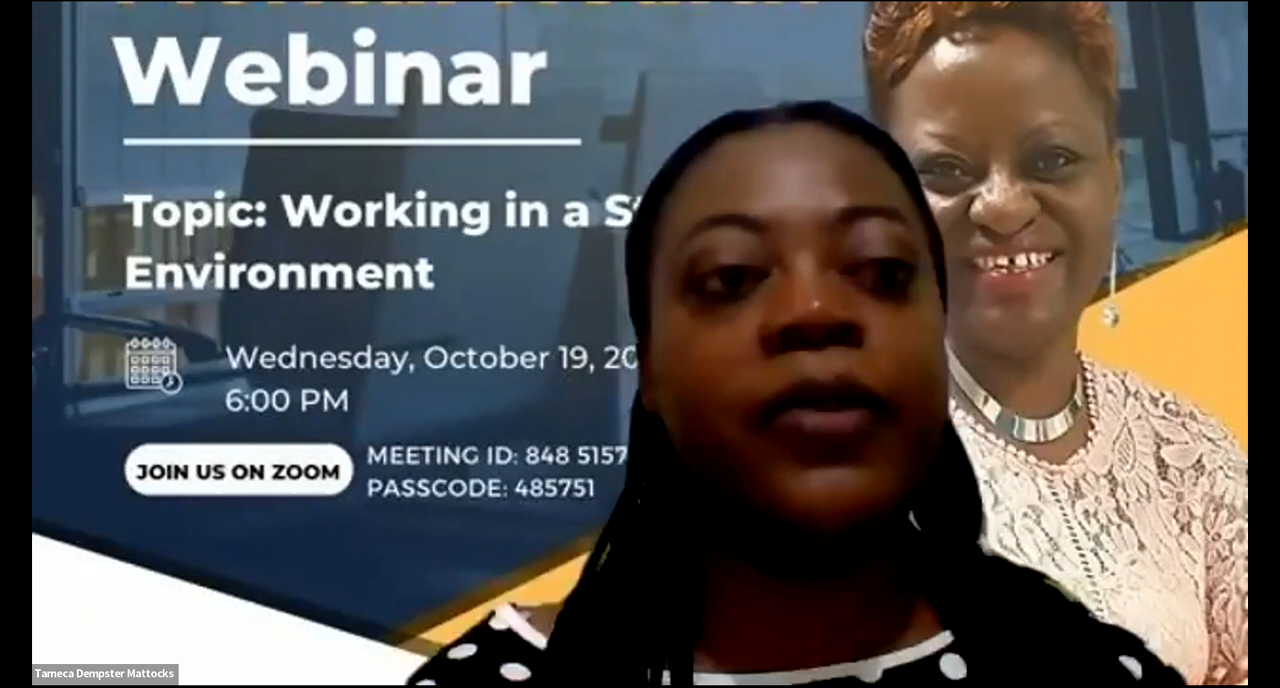 Webinar
Topic: Working in a
Environment
Wednesday, October 19,
6:00 PM
JOIN US ON ZOOM
MEETING ID: 848 5157
PASSCODE: 485751
Tameca Dempster Mattocks